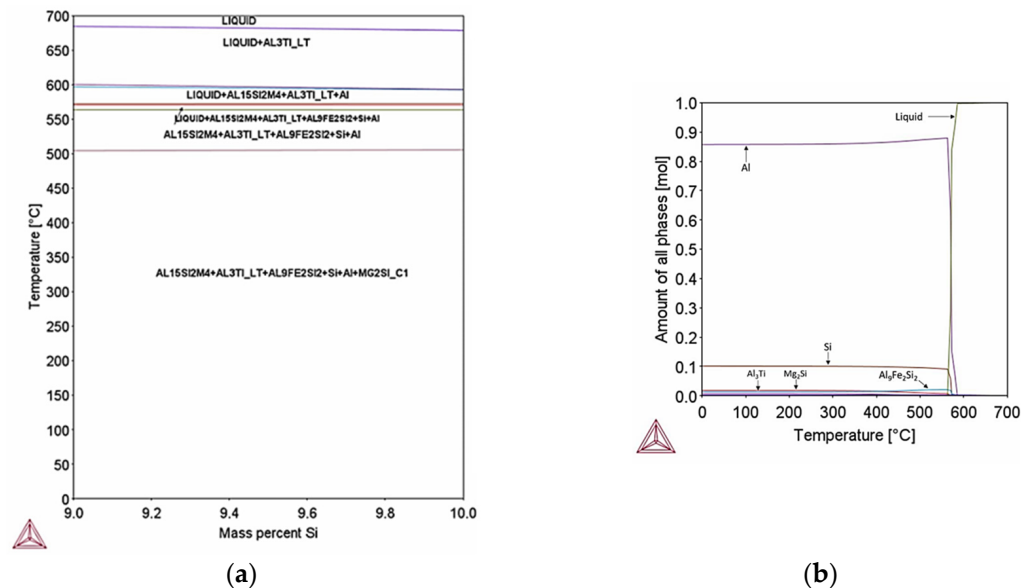 700
650
600
550
500
450
400
350
300
250
200
150
100
50
0
Temperature [°C]
LIQUID
LIQUID+AL3TI_LT
LIQUID+AL15SI2M4+AL3TI_LT+Al
LIQUID+AL15SI2M4+AL3TI_LT+AL9FE2SI2+Si+Al
AL15SI2M4+AL3TI_LT+AL9FE2SI2+Si+Al
AL15SI2M4+AL3TI_LT+AL9FE2SI2+Si+Al+MG2SI_C1
9.0 9.2 9.4 9.6 9.8 10.0
Mass percent Si
(a)
1.0
0.9
0.8
0.7
0.6
0.5
0.4
0.3
0.2
0.1
0.0
Amount of all phases [mol]
Liquid
Al
Si
Al3Ti Mg2Si Al9Fe2Si2
0 100 200 300 400 500 600 700
Temperature [°C]
(b)